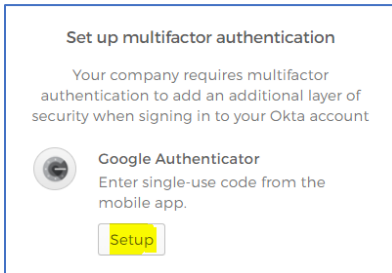 Set up multifactor authentication
Your company requires multifactor
authentication to add an additional layer of
security when signing in to your Okta account
Google Authenticator
Enter single-use code from the
mobile app.
Setup